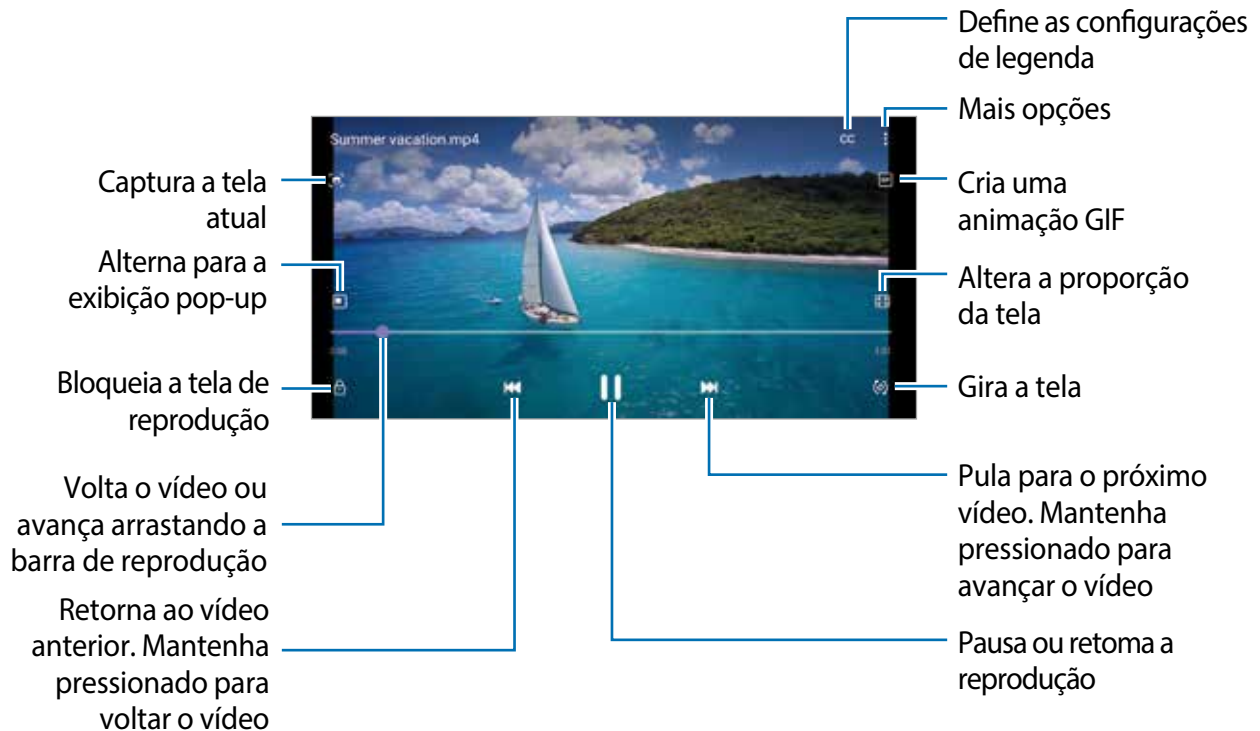 Define as configurações
de legenda
Mais opções
Summer vacation.mp4
CC
Captura a tela
atual
Cria uma
animação GIF
Alterna para a
exibição pop-up
Altera a proporção
da tela
Bloqueia a tela de
reprodução
Gira a tela
Volta o vídeo ou
avança arrastando a
barra de reprodução
Pula para o próximo
vídeo. Mantenha
pressionado para
avançar o vídeo
Retorna ao vídeo
anterior. Mantenha
pressionado para
voltar o vídeo
Pausa ou retoma a
reprodução